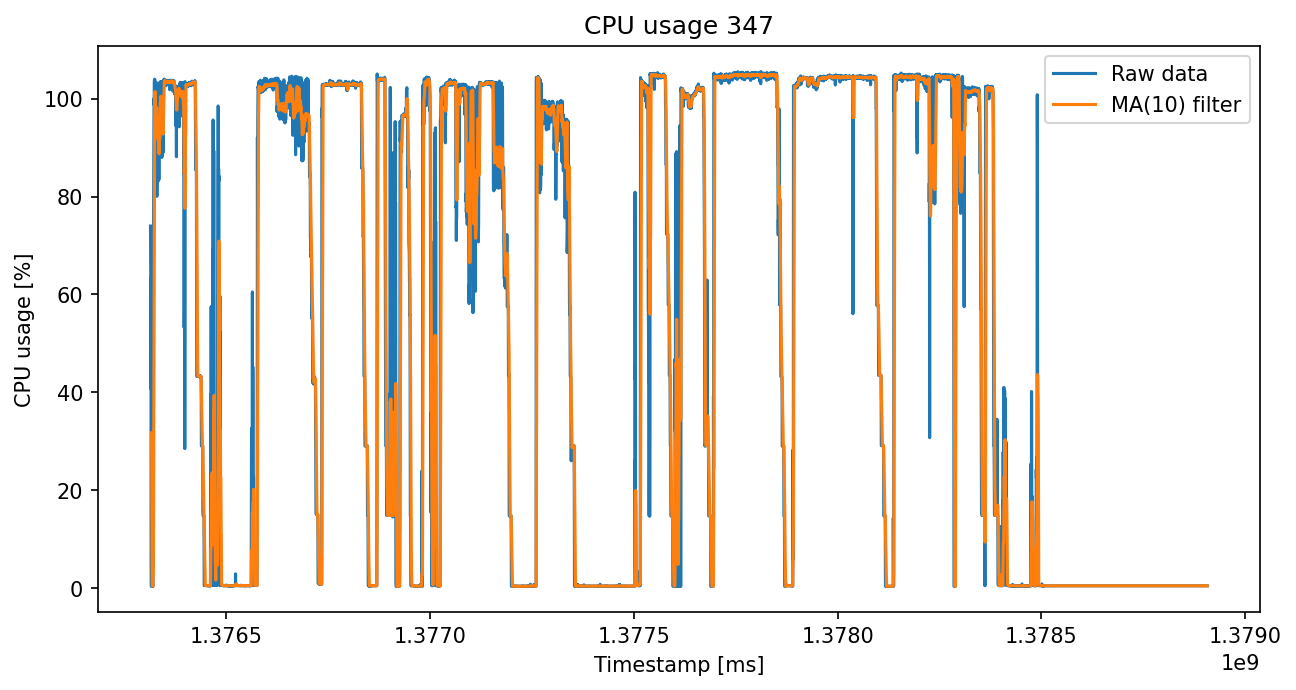 CPU usage 347
Raw data
MA(10) filter
CPU usage [%]
100
80
60
40
20
0
1.3765 1.3770 1.3775 1.3780 1.3785 1.3790
1e9
Timestamp [ms]